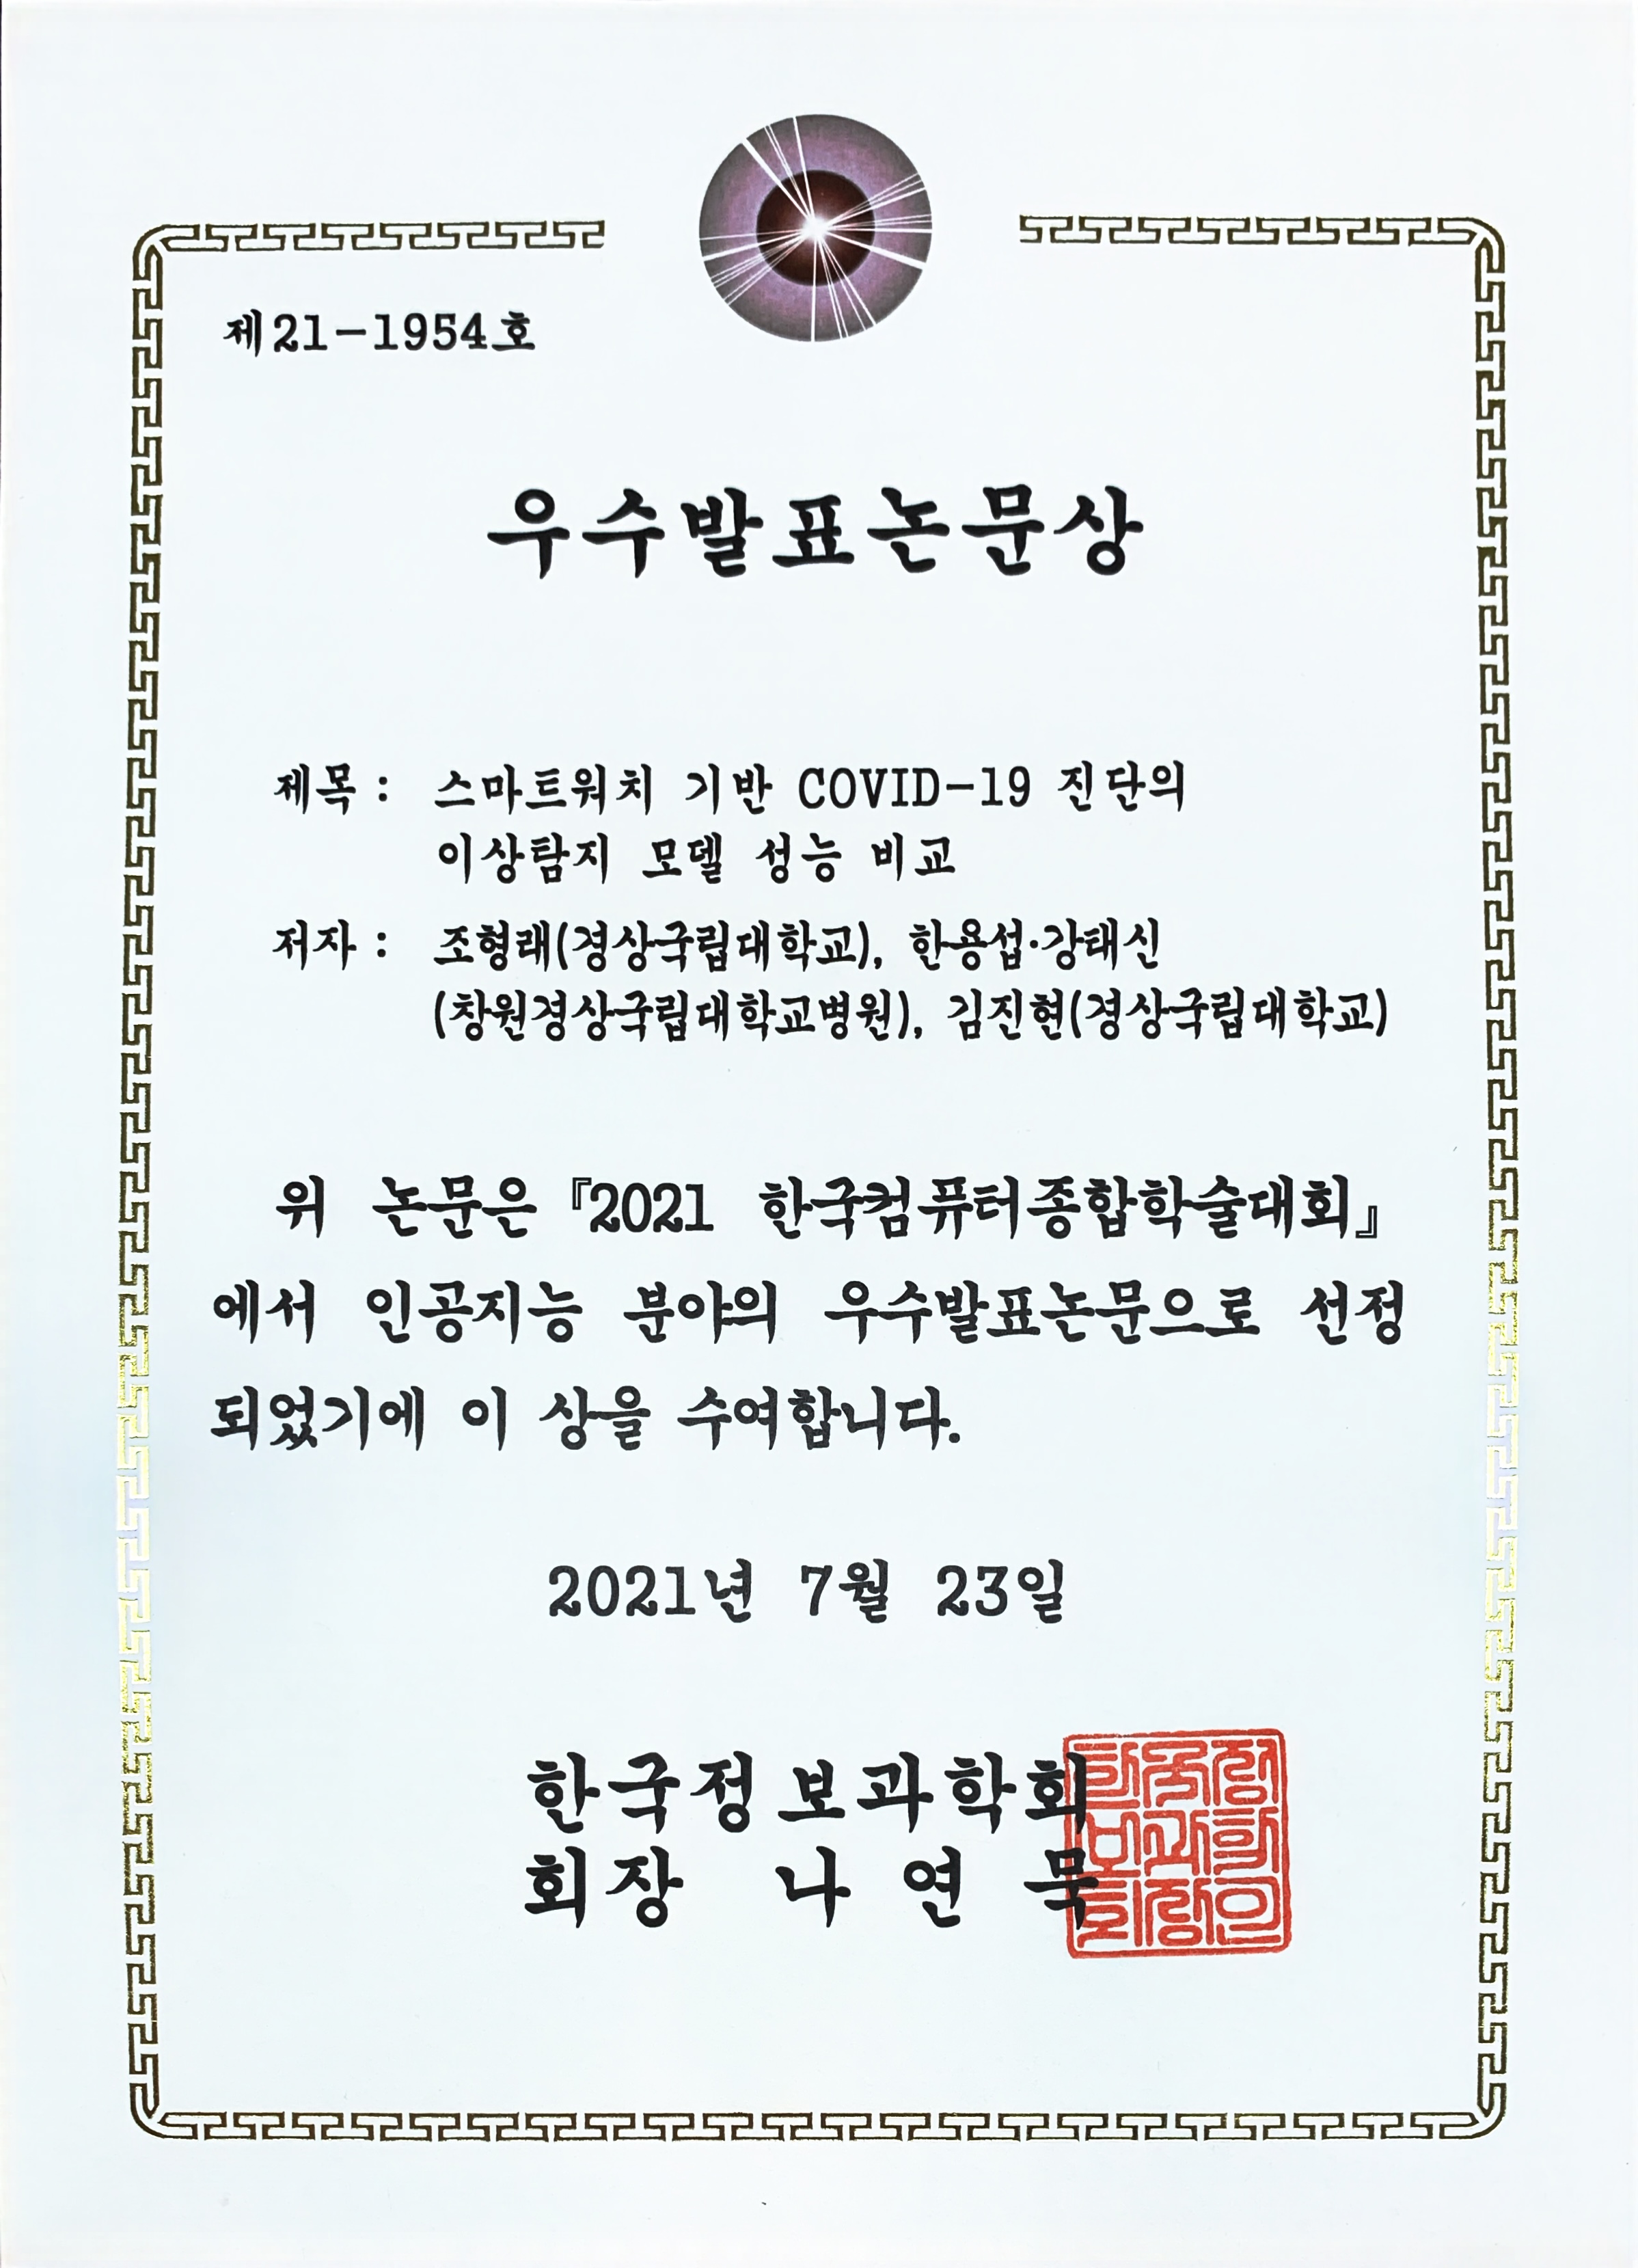 제21-1954호
우수발표논문상
제목 : 스마트워치 기반 COVID-19 진단의
이상탐지 모델 성능 비교
저자 : 조형래(경상국립대학교), 한용섭·강태신
(창원경상국립대학교병원), 김진현(경상국립대학교)
위 논문은 『2021 한국컴퓨터종합학술대회』
에서 인공지능 분야의 우수발표논문으로 선정
되었기에 이 상을 수여합니다.
2021년 7월 23일
한국정보과학회
회장 나연묵
한국정
보과학
회장인